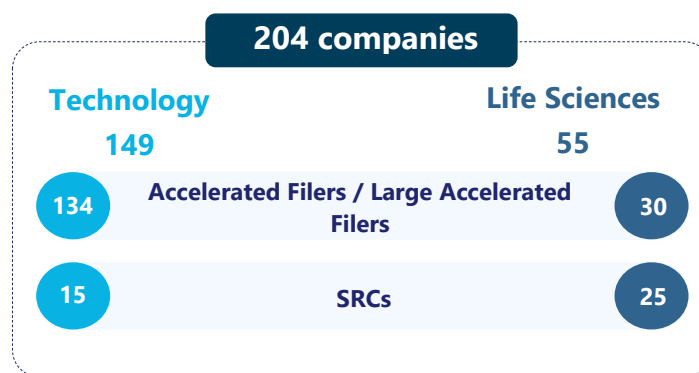 204 companies
Technology
Life Sciences
149
55
134
Accelerated Filers / Large Accelerated
Filers
30
15
SRCs
25